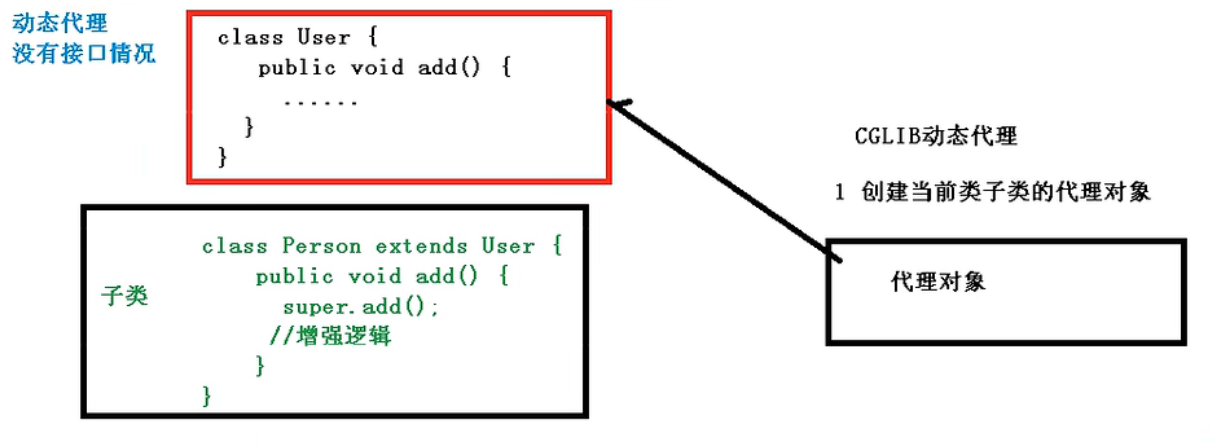 动态代理
没有接口情况
class User {
public void add() {
......
}
}
CGLIB动态代理
1 创建当前类子类的代理对象
代理对象
子类
class Person extends User {
public void add() {
super.add();
//增强逻辑
}
}